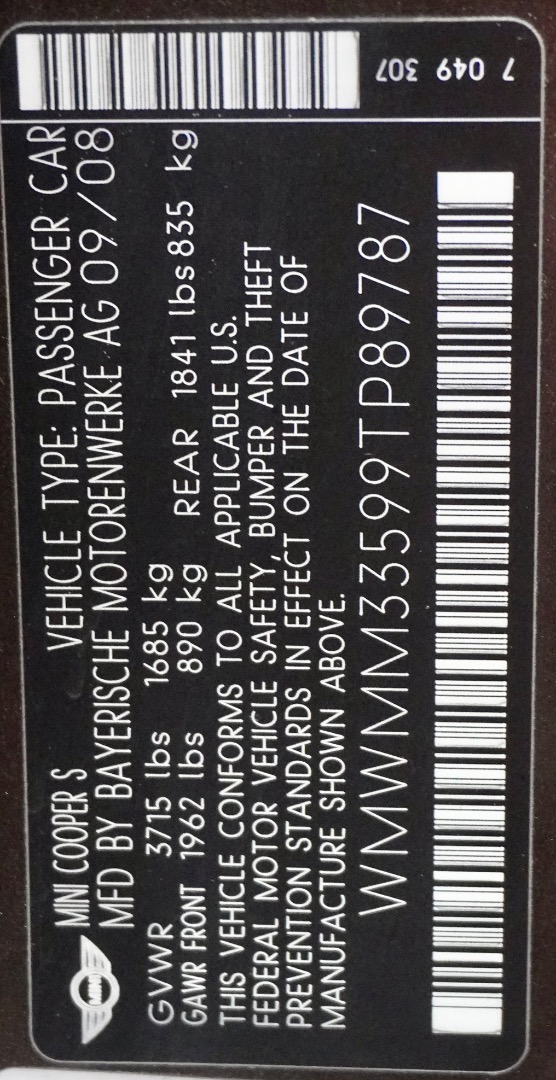 MINI COOPER S VEHICLE TYPE: PASSENGER CAR
MFD BY BAYERISCHE MOTORENWERKE AG 09/08
GVWR 3715 lbs 1685 kg
GAWR FRONT 1962 lbs 890 kg REAR 1841 lbs 835 kg
THIS VEHICLE CONFORMS TO ALL APPLICABLE U.S.
FEDERAL MOTOR VEHICLE SAFETY, BUMPER AND THEFT
PREVENTION STANDARDS IN EFFECT ON THE DATE OF
MANUFACTURE SHOWN ABOVE.
WMWMM33599TP89787
7 049 307
MINI